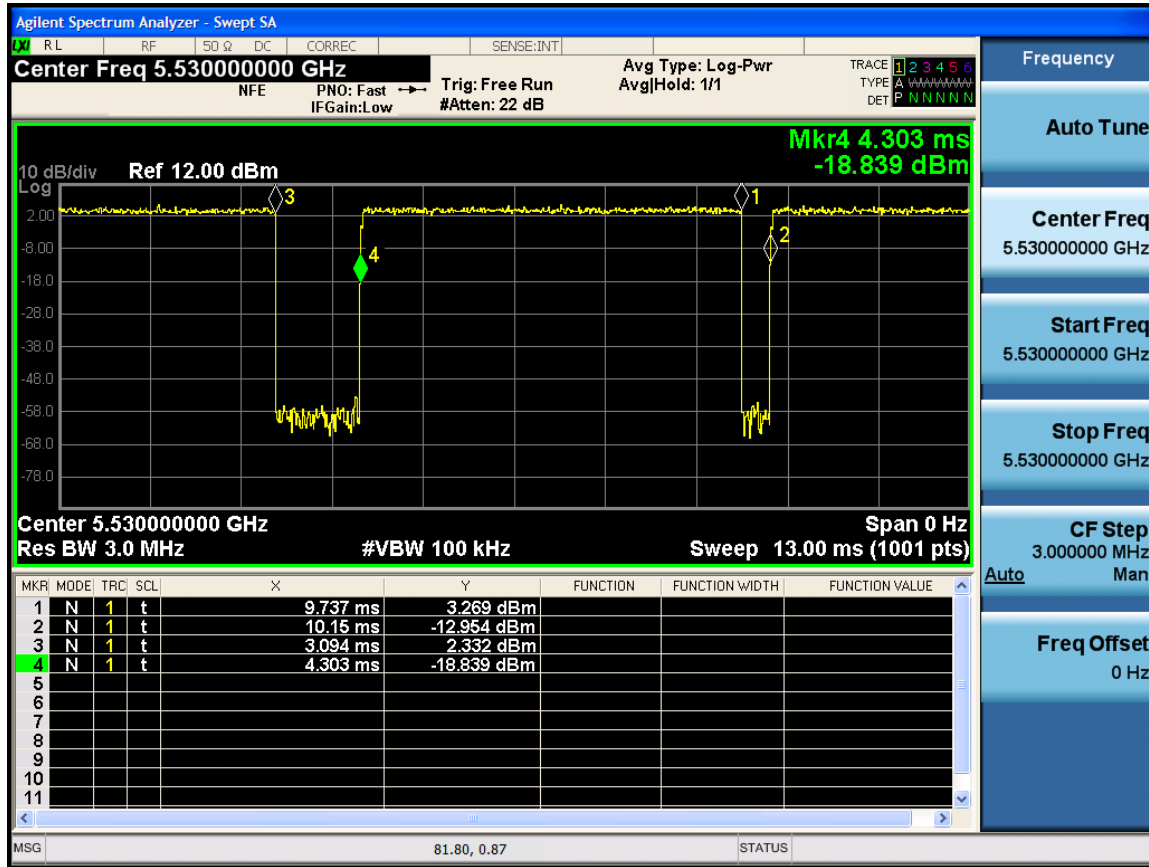 Agilent Spectrum Analyzer - Swept SA
LXI RL RF 50 Ω DC CORREC SENSE:INT
Center Freq 5.530000000 GHz
NFE
PNO: Fast
IFGain:Low
Trig: Free Run
#Atten: 22 dB
Avg Type: Log-Pwr
Avg|Hold: 1/1
TRACE 1 2 3 4 5 6
TYPE A WWWWW
DET P N N N N N
Mkr4 4.303 ms
-18.839 dBm
10 dB/div Ref 12.00 dBm
Log
3
1
2.00
2
-8.00
4
-18.0
-28.0
-38.0
-48.0
-58.0
-68.0
-78.0
Center 5.530000000 GHz Span 0 Hz
Res BW 3.0 MHz #VBW 100 kHz Sweep 13.00 ms (1001 pts)
MKR MODE TRC SCL X Y FUNCTION FUNCTION WIDTH FUNCTION VALUE
1 N 1 t 9.737 ms 3.269 dBm
2 N 1 t 10.15 ms -12.954 dBm
3 N 1 t 3.094 ms 2.332 dBm
4 N 1 t 4.303 ms -18.839 dBm
5
6
7
8
9
10
11
MSG 81.80, 0.87 STATUS
Frequency
Auto Tune
Center Freq
5.530000000 GHz
Start Freq
5.530000000 GHz
Stop Freq
5.530000000 GHz
CF Step
3.000000 MHz
Auto Man
Freq Offset
0 Hz